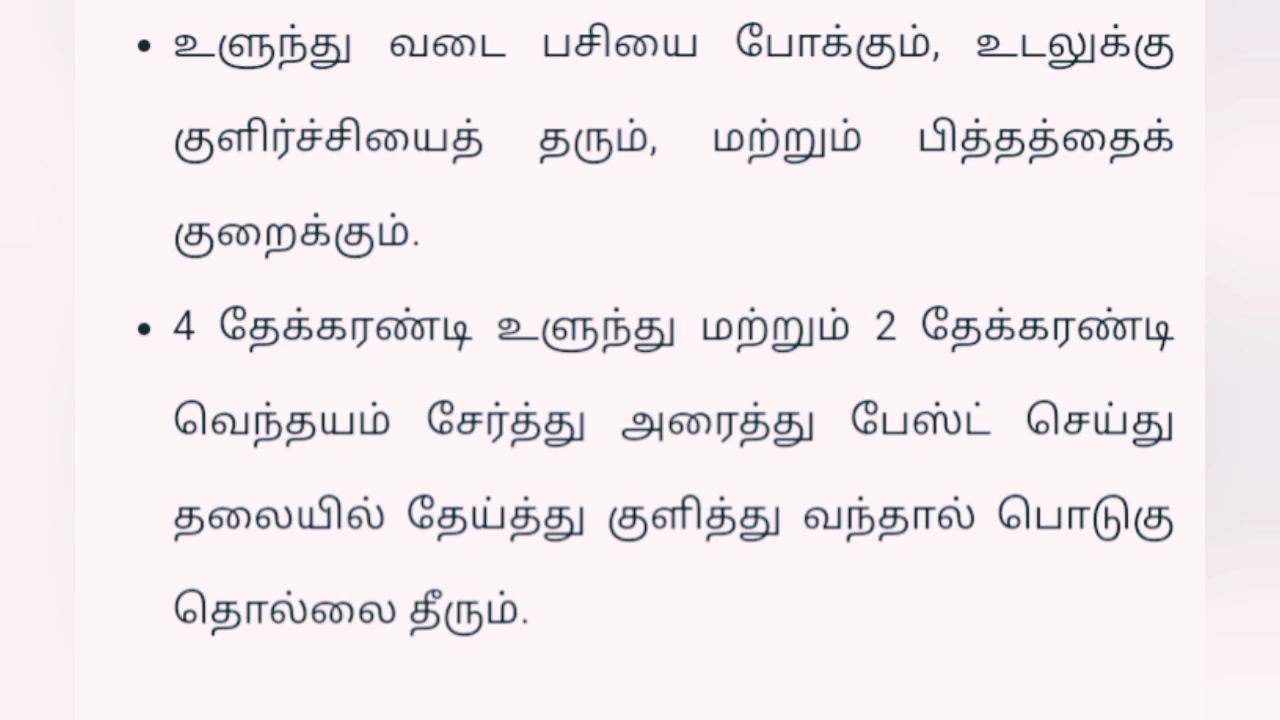 • உளுந்து வடை பசியை போக்கும், உடலுக்கு
குளிர்ச்சியைத் தரும், மற்றும் பித்தத்தைக்
குறைக்கும்.
• 4 தேக்கரண்டி உளுந்து மற்றும் 2 தேக்கரண்டி
வெந்தயம் சேர்த்து அரைத்து பேஸ்ட் செய்து
தலையில் தேய்த்து குளித்து வந்தால் பொடுகு
தொல்லை தீரும்.